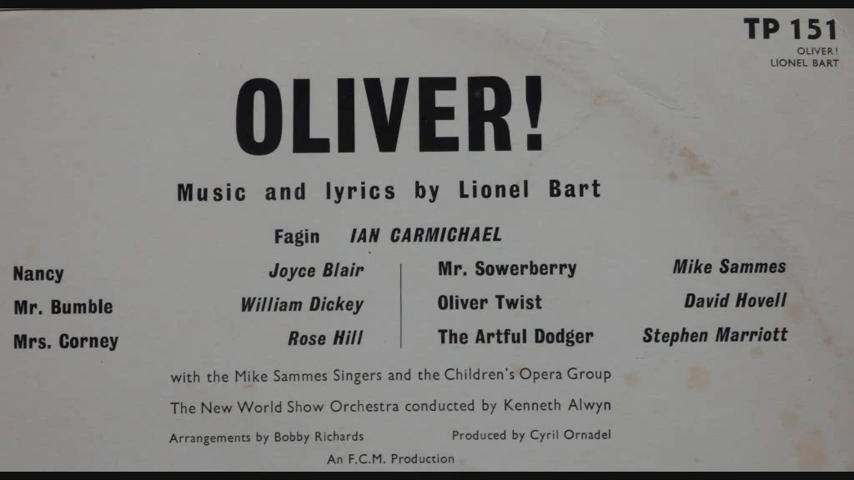 TP 151
OLIVER!
LIONEL BART
OLIVER!
Music and lyrics by Lionel Bart
Fagin IAN CARMICHAEL
Nancy Joyce Blair
Mr. Bumble William Dickey
Mrs. Corney Rose Hill
Mr. Sowerberry Mike Sammes
Oliver Twist David Hovell
The Artful Dodger Stephen Marriott
with the Mike Sammes Singers and the Children's Opera Group
The New World Show Orchestra conducted by Kenneth Alwyn
Arrangements by Bobby Richards Produced by Cyril Ornadel
An F.C.M. Production